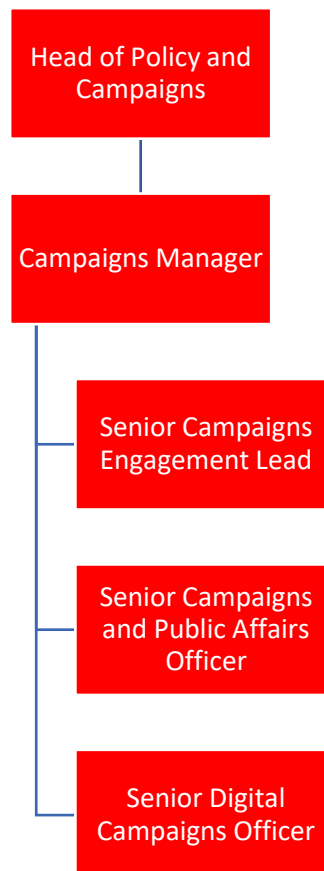 Head of Policy and
Campaigns
Campaigns Manager
Senior Campaigns
Engagement Lead
Senior Campaigns
and Public Affairs
Officer
Senior Digital
Campaigns Officer